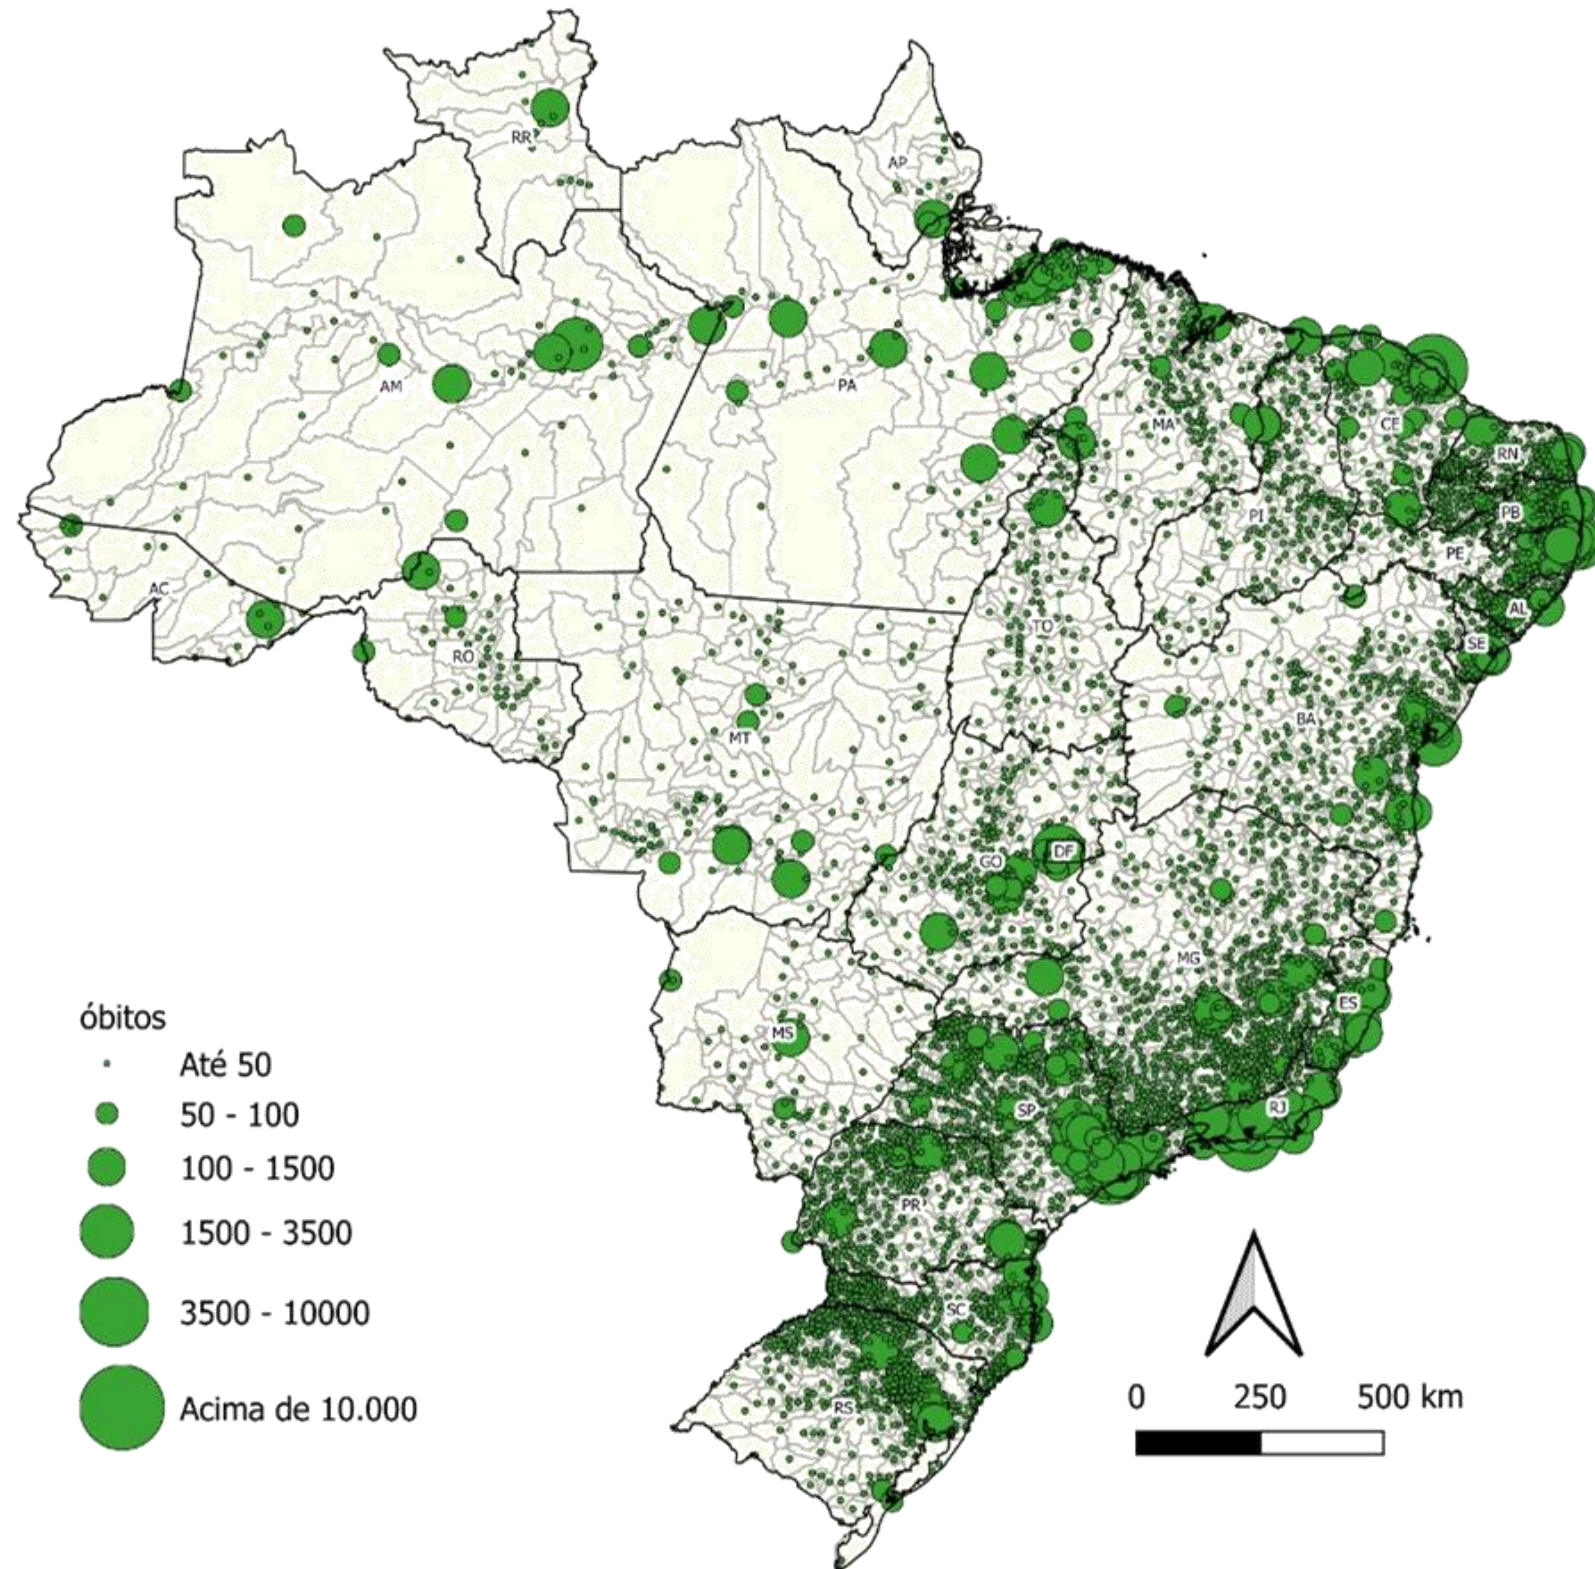 RR
AP
AM
PA
MA
CE
RN
PB
PI
PE
AC
AL
TO
SE
RO
BA
MT
GO
DF
MG
ES
MS
SP
RJ
PR
SC
RS
óbitos
Até 50
50 - 100
100 - 1500
1500 - 3500
3500 - 10000
Acima de 10.000
0 250 500 km